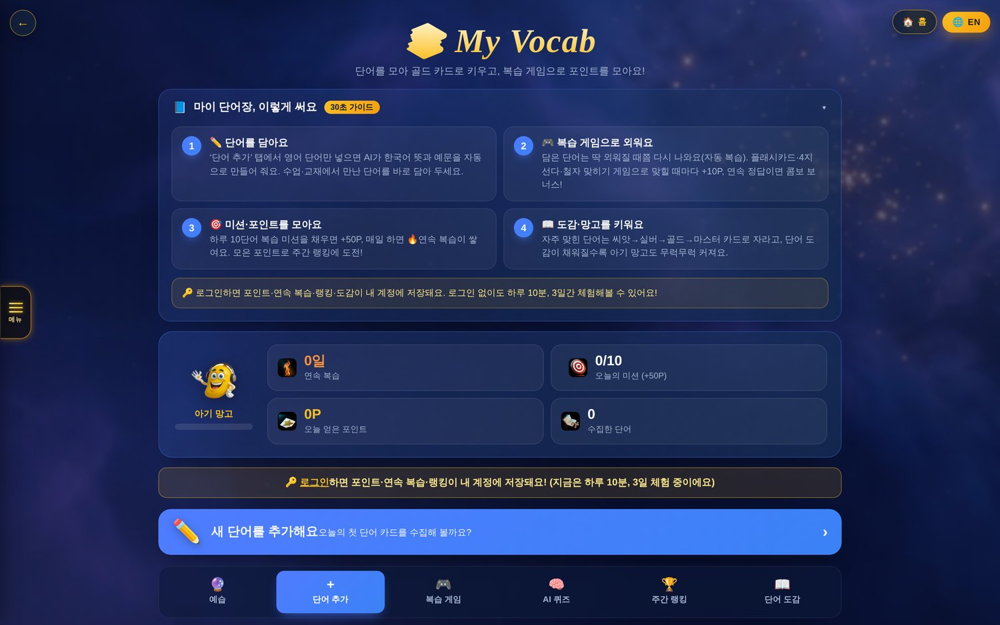 ←
🏠 홈
🌐 EN
My Vocab
단어를 모아 골드 카드로 키우고, 복습 게임으로 포인트를 모아요!
📘 마이 단어장, 이렇게 써요 30초 가이드
1 ✏️ 단어를 담아요
‘단어 추가’ 탭에서 영어 단어만 넣으면 AI가 한국어 뜻과 예문을 자동
으로 만들어 줘요. 수업·교재에서 만난 단어를 바로 담아 두세요.
2 🎮 복습 게임으로 외워요
담은 단어는 딱 외워질 때쯤 다시 나와요(자동 복습). 플래시카드·4지
선다·철자 맞히기 게임으로 맞힐 때마다 +10P, 연속 정답이면 콤보 보
너스!
3 🎯 미션·포인트를 모아요
하루 10단어 복습 미션을 채우면 +50P, 매일 하면 🔥연속 복습이 쌓
여요. 모은 포인트로 주간 랭킹에 도전!
4 📖 도감·망고를 키워요
자주 맞힌 단어는 씨앗→실버→골드→마스터 카드로 자라고, 단어 도
감이 채워질수록 아기 망고도 무럭무럭 커져요.
🔑 로그인하면 포인트·연속 복습·랭킹·도감이 내 계정에 저장돼요. 로그인 없이도 하루 10분, 3일간 체험해볼 수 있어요!
메뉴
아기 망고
0일
연속 복습
0/10
오늘의 미션 (+50P)
0P
오늘 얻은 포인트
0
수집한 단어
🔑 로그인하면 포인트·연속 복습·랭킹이 내 계정에 저장돼요! (지금은 하루 10분, 3일 체험 중이에요)
✏️ 새 단어를 추가해요오늘의 첫 단어 카드를 수집해 볼까요? ›
🔮 예습
+ 단어 추가
🎮 복습 게임
🧠 AI 퀴즈
🏆 주간 랭킹
📖 단어 도감